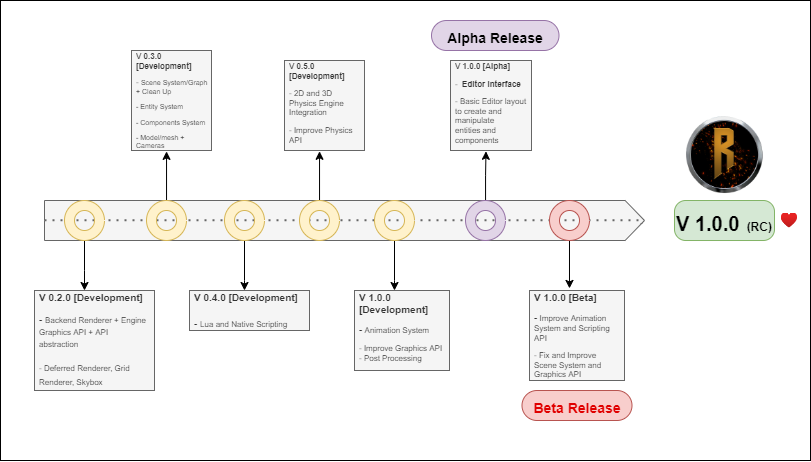 Alpha Release
V 0.3.0
[Development]
- Scene System/Graph
+ Clean Up
- Entity System
- Components System
- Model/mesh +
Cameras
V 0.5.0
[Development]
- 2D and 3D
Physics Engine
Integration
- Improve Physics
API
V 1.0.0 [Alpha]
- Editor Interface
- Basic Editor layout
to create and
manipulate
entities and
components
R
V 1.0.0 (RC)
V 0.2.0 [Development]
- Backend Renderer + Engine
Graphics API + API
abstraction
- Deferred Renderer, Grid
Renderer, Skybox
V 0.4.0 [Development]
- Lua and Native Scripting
V 1.0.0
[Development]
- Animation System
- Improve Graphics API
- Post Processing
V 1.0.0 [Beta]
- Improve Animation
System and Scripting
API
- Fix and Improve
Scene System and
Graphics API
Beta Release